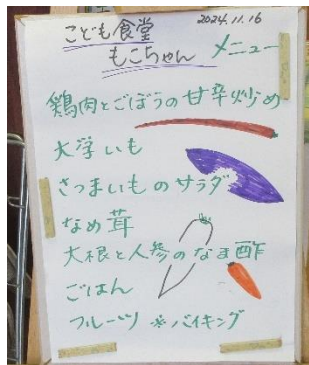 2024.11.16
こども食堂
もこちゃん メニュー
鶏肉とごぼうの甘辛炒め
大学いも
さつまいものサラダ
なめ茸
大根と人参のなま酢
ごはん
フルーツ ※バイキング